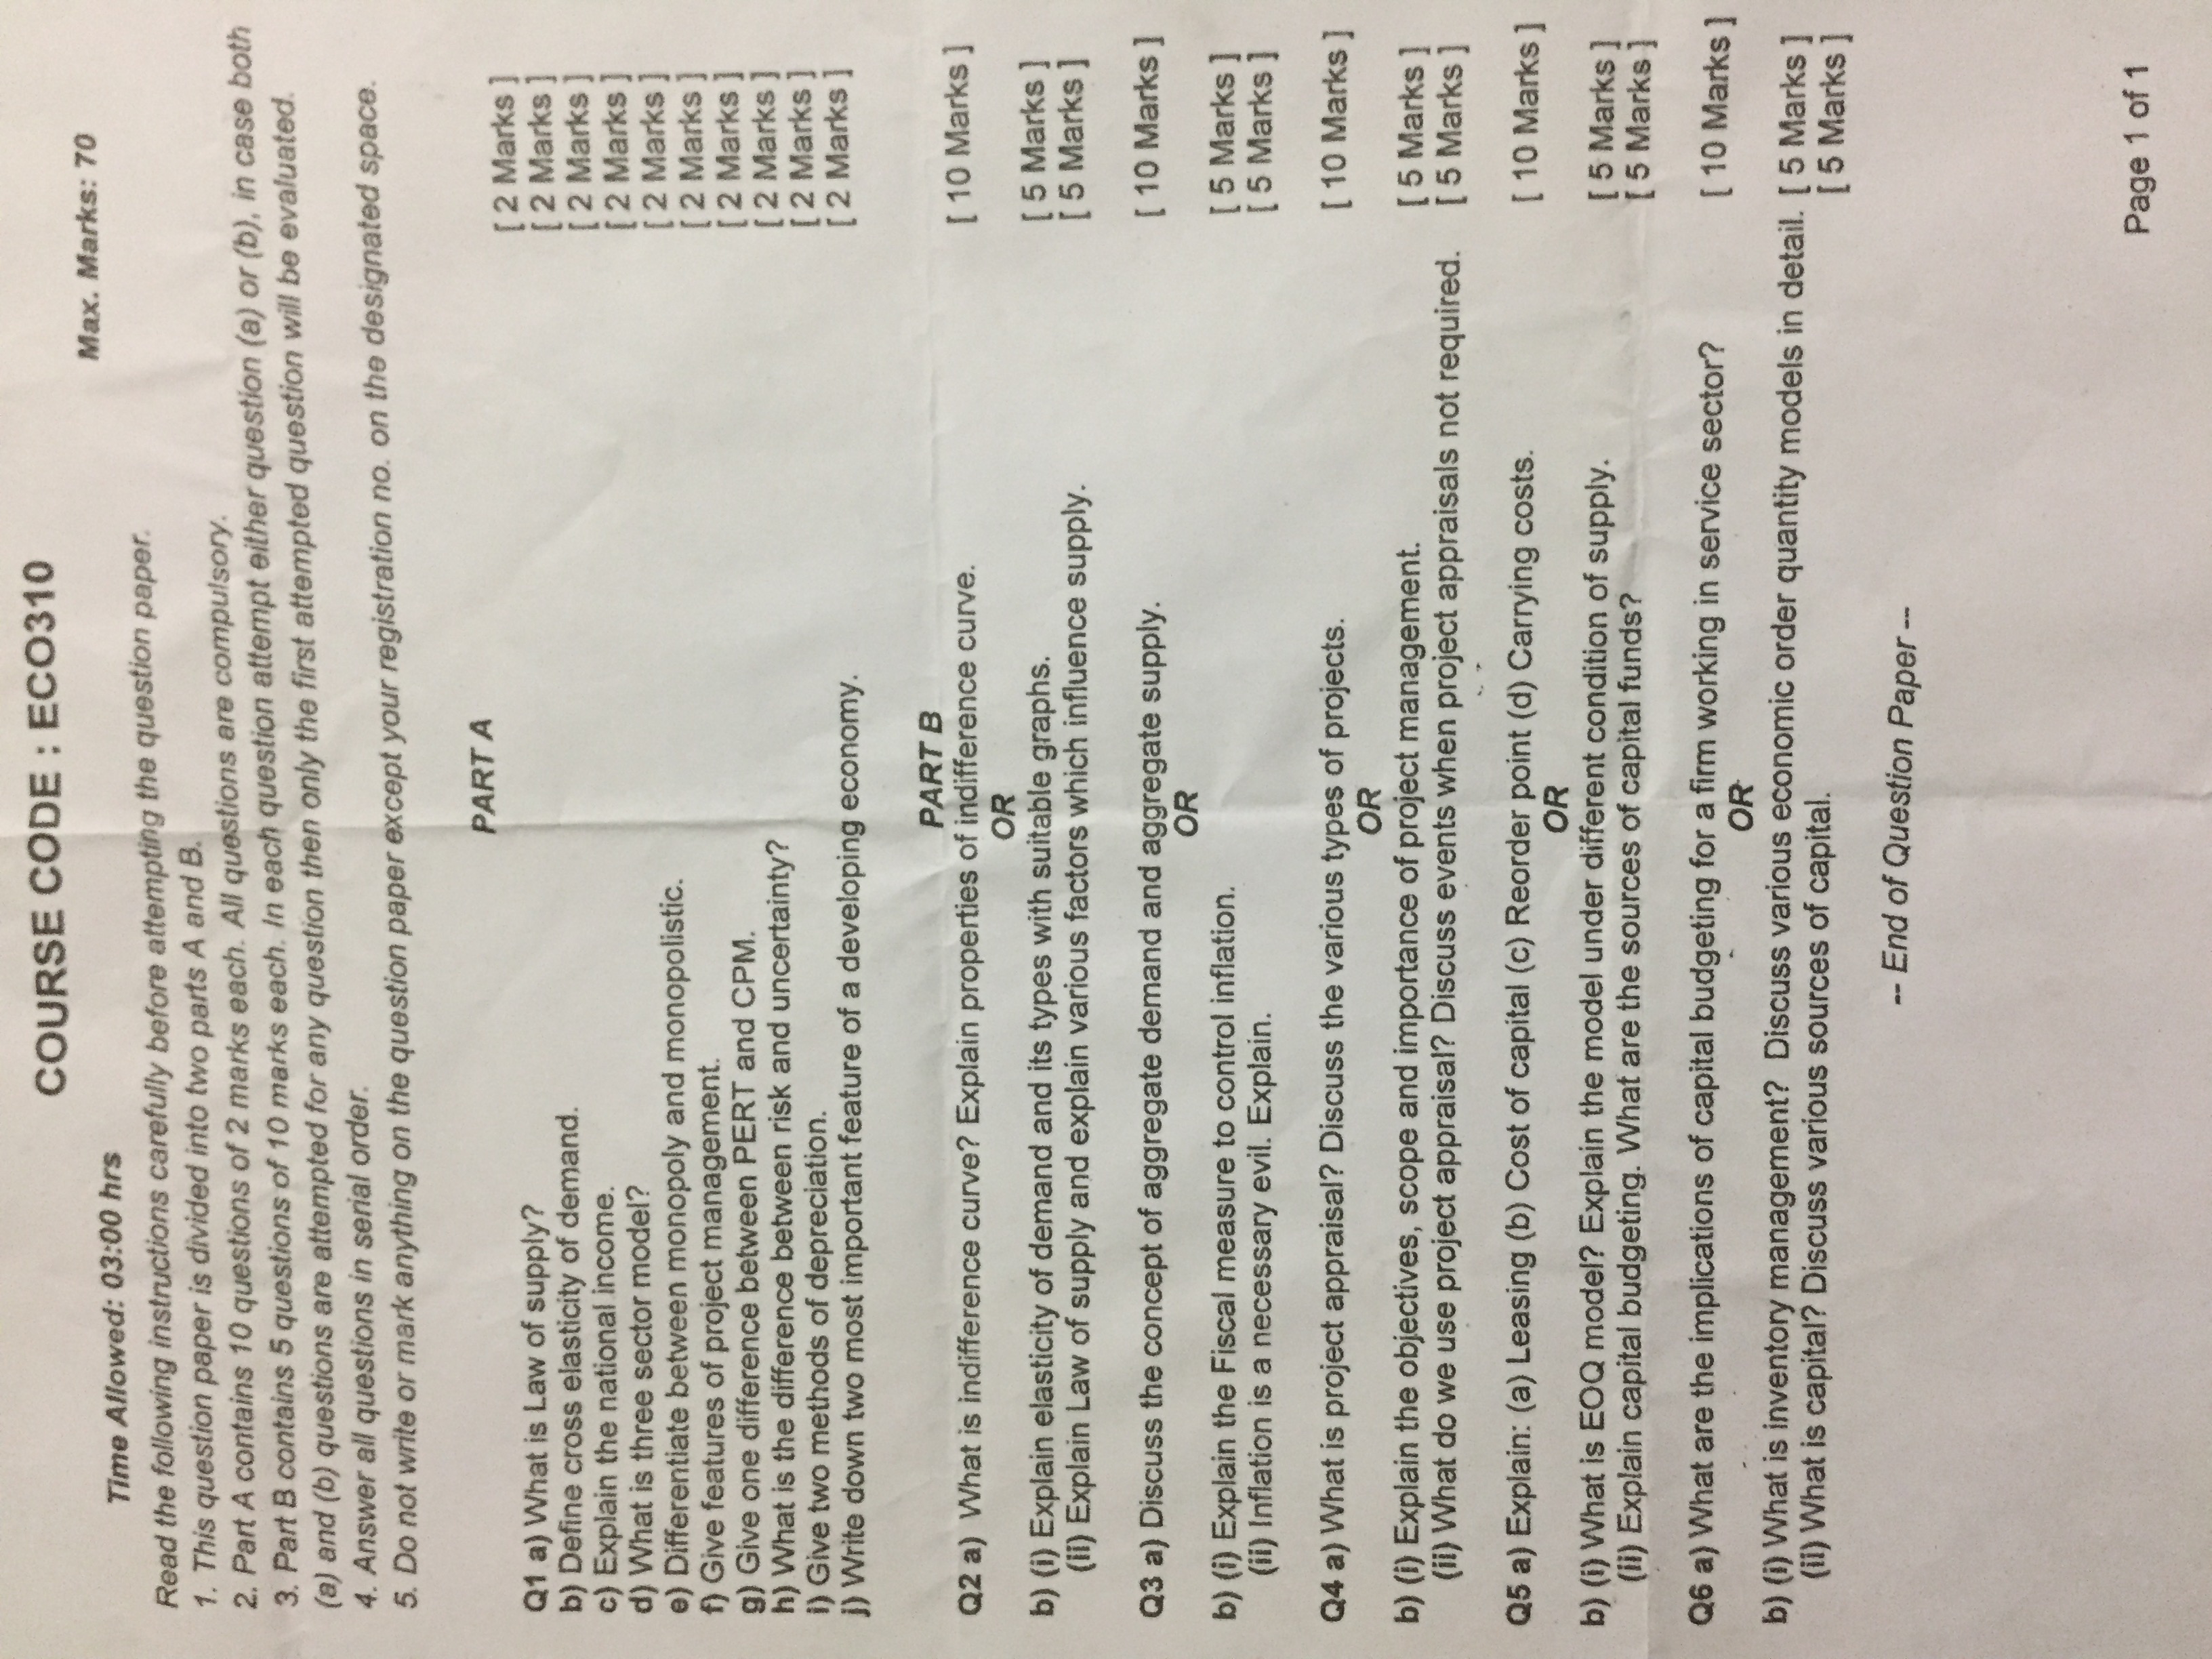 COURSE CODE : ECO310
Time Allowed: 03:00 hrs Max. Marks: 70
Read the following instructions carefully before attempting the question paper.
1. This question paper is divided into two parts A and B.
2. Part A contains 10 questions of 2 marks each. All questions are compulsory.
3. Part B contains 5 questions of 10 marks each. In each question attempt either question (a) or (b), in case both
(a) and (b) questions are attempted for any question then only the first attempted question will be evaluated.
4. Answer all questions in serial order.
5. Do not write or mark anything on the question paper except your registration no. on the designated space.
PART A
Q1 a) What is Law of supply? [ 2 Marks ]
b) Define cross elasticity of demand. [ 2 Marks ]
c) Explain the national income. [ 2 Marks ]
d) What is three sector model? [ 2 Marks ]
e) Differentiate between monopoly and monopolistic. [ 2 Marks ]
f) Give features of project management. [ 2 Marks ]
g) Give one difference between PERT and CPM. [ 2 Marks ]
h) What is the difference between risk and uncertainty? [ 2 Marks ]
i) Give two methods of depreciation. [ 2 Marks ]
j) Write down two most important feature of a developing economy. [ 2 Marks ]
PART B
Q2 a) What is indifference curve? Explain properties of indifference curve. [ 10 Marks ]
OR
b) (i) Explain elasticity of demand and its types with suitable graphs. [ 5 Marks ]
(ii) Explain Law of supply and explain various factors which influence supply. [ 5 Marks ]
Q3 a) Discuss the concept of aggregate demand and aggregate supply. [ 10 Marks ]
OR
b) (i) Explain the Fiscal measure to control inflation. [ 5 Marks ]
(ii) Inflation is a necessary evil. Explain. [ 5 Marks ]
Q4 a) What is project appraisal? Discuss the various types of projects. [ 10 Marks ]
OR
b) (i) Explain the objectives, scope and importance of project management. [ 5 Marks ]
(ii) What do we use project appraisal? Discuss events when project appraisals not required. [ 5 Marks ]
Q5 a) Explain: (a) Leasing (b) Cost of capital (c) Reorder point (d) Carrying costs. [ 10 Marks ]
OR
b) (i) What is EOQ model? Explain the model under different condition of supply. [ 5 Marks ]
(ii) Explain capital budgeting. What are the sources of capital funds? [ 5 Marks ]
Q6 a) What are the implications of capital budgeting for a firm working in service sector? [ 10 Marks ]
OR
b) (i) What is inventory management? Discuss various economic order quantity models in detail. [ 5 Marks ]
(ii) What is capital? Discuss various sources of capital. [ 5 Marks ]
-- End of Question Paper --
Page 1 of 1